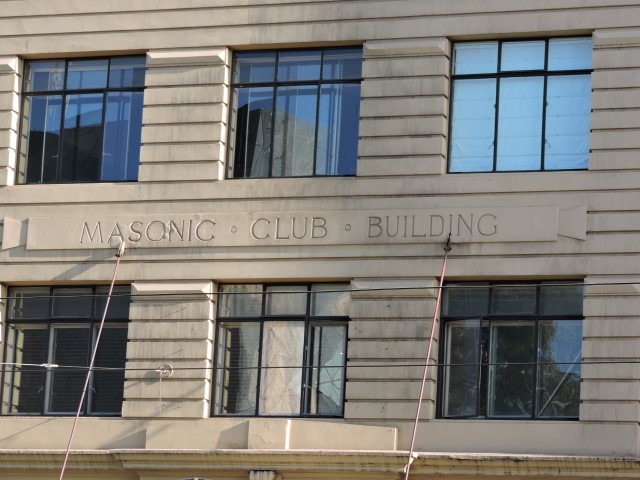 MASONIC · CLUB · BUILDING